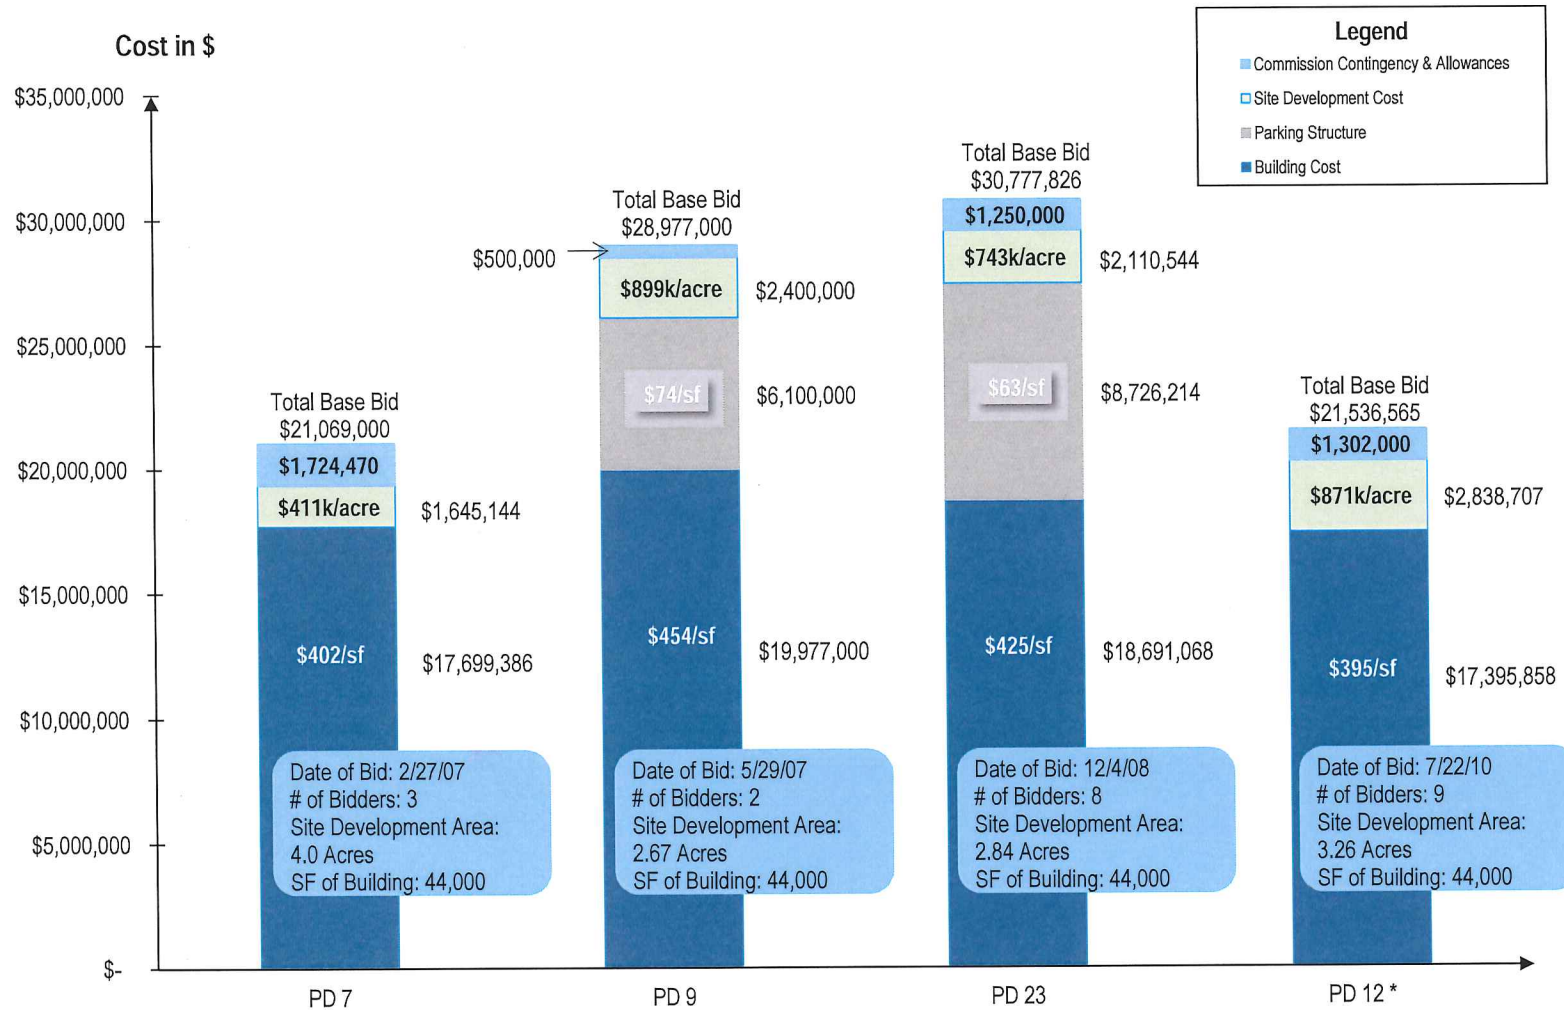 Cost in $
Legend
Commission Contingency & Allowances
Site Development Cost
Parking Structure
Building Cost
$35,000,000
$30,000,000
$25,000,000
$20,000,000
$15,000,000
$10,000,000
$5,000,000
$-
Total Base Bid
$21,069,000
$1,724,470
$411k/acre
$1,645,144
$402/sf
$17,699,386
Date of Bid: 2/27/07
# of Bidders: 3
Site Development Area:
4.0 Acres
SF of Building: 44,000
PD 7
Total Base Bid
$28,977,000
$500,000
$899k/acre
$2,400,000
$74/sf
$6,100,000
$454/sf
$19,977,000
Date of Bid: 5/29/07
# of Bidders: 2
Site Development Area:
2.67 Acres
SF of Building: 44,000
PD 9
Total Base Bid
$30,777,826
$1,250,000
$743k/acre
$2,110,544
$63/sf
$8,726,214
$425/sf
$18,691,068
Date of Bid: 12/4/08
# of Bidders: 8
Site Development Area:
2.84 Acres
SF of Building: 44,000
PD 23
Total Base Bid
$21,536,565
$1,302,000
$871k/acre
$2,838,707
$395/sf
$17,395,858
Date of Bid: 7/22/10
# of Bidders: 9
Site Development Area:
3.26 Acres
SF of Building: 44,000
PD 12 *